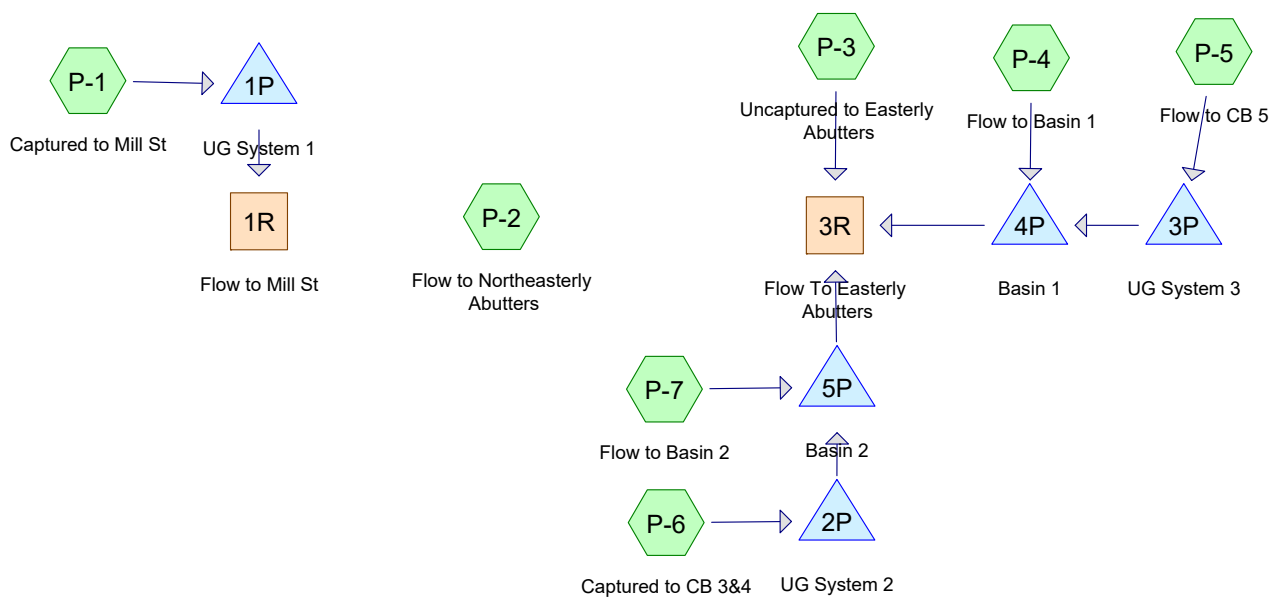 P-1
Captured to Mill St
1P
UG System 1
1R
Flow to Mill St
P-2
Flow to Northeasterly
Abutters
P-3
Uncaptured to Easterly
Abutters
P-4
Flow to Basin 1
P-5
Flow to CB 5
3R
Flow To Easterly
Abutters
4P
Basin 1
3P
UG System 3
P-7
Flow to Basin 2
5P
Basin 2
P-6
Captured to CB 3&4
2P
UG System 2